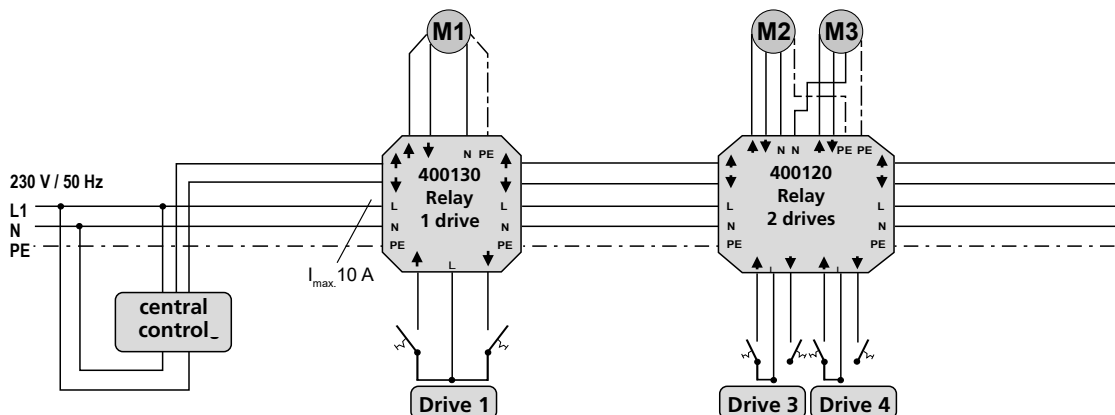 M1
M2 M3
N PE
N N PE PE
400130
Relay
1 drive
L L
N N
PE PE
L
400120
Relay
2 drives
L L
N N
PE PE
L L
230 V / 50 Hz
L1
N
PE
Imax. 10 A
central
control
Drive 1
Drive 3 Drive 4